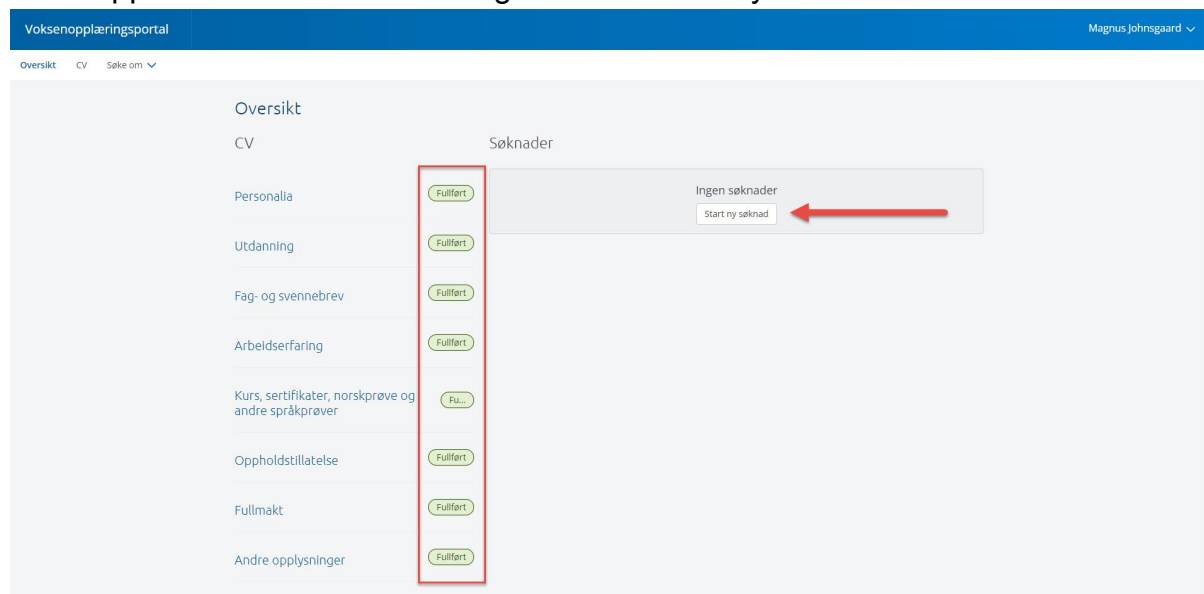 Voksenopplæringsportal
Magnus Johnsgaard
Oversikt CV Søke om
Oversikt
CV
Søknader
Personalia Fullført
Ingen søknader
Start ny søknad
Utdanning Fullført
Fag- og svennebrev Fullført
Arbeidserfaring Fullført
Kurs, sertifikater, norskprøve og
andre språkprøver
Fu...
Oppholdstillatelse Fullført
Fullmakt Fullført
Andre opplysninger Fullført